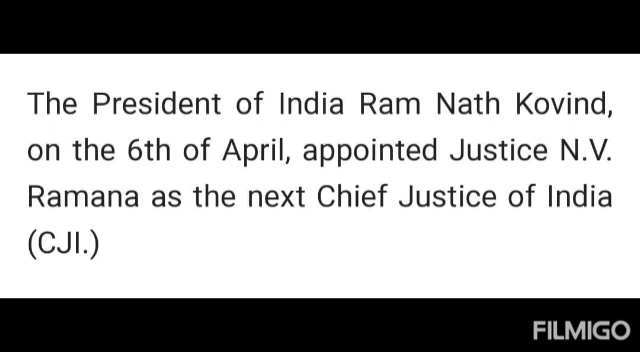 The President of India Ram Nath Kovind,
on the 6th of April, appointed Justice N.V.
Ramana as the next Chief Justice of India
(CJI.)
FILMIGO